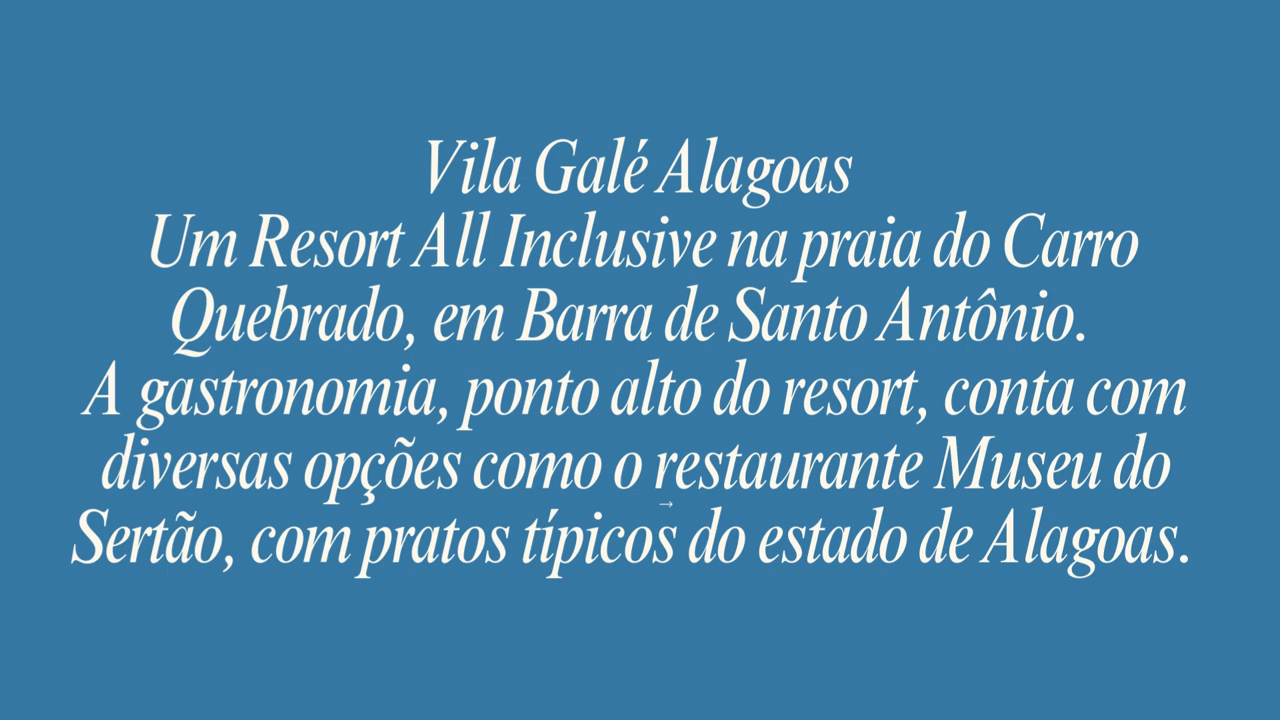 Vila Galé Alagoas
Um Resort All Inclusive na praia do Carro
Quebrado, em Barra de Santo Antônio.
A gastronomia, ponto alto do resort, conta com
diversas opções como o restaurante Museu do
Sertão, com pratos típicos do estado de Alagoas.